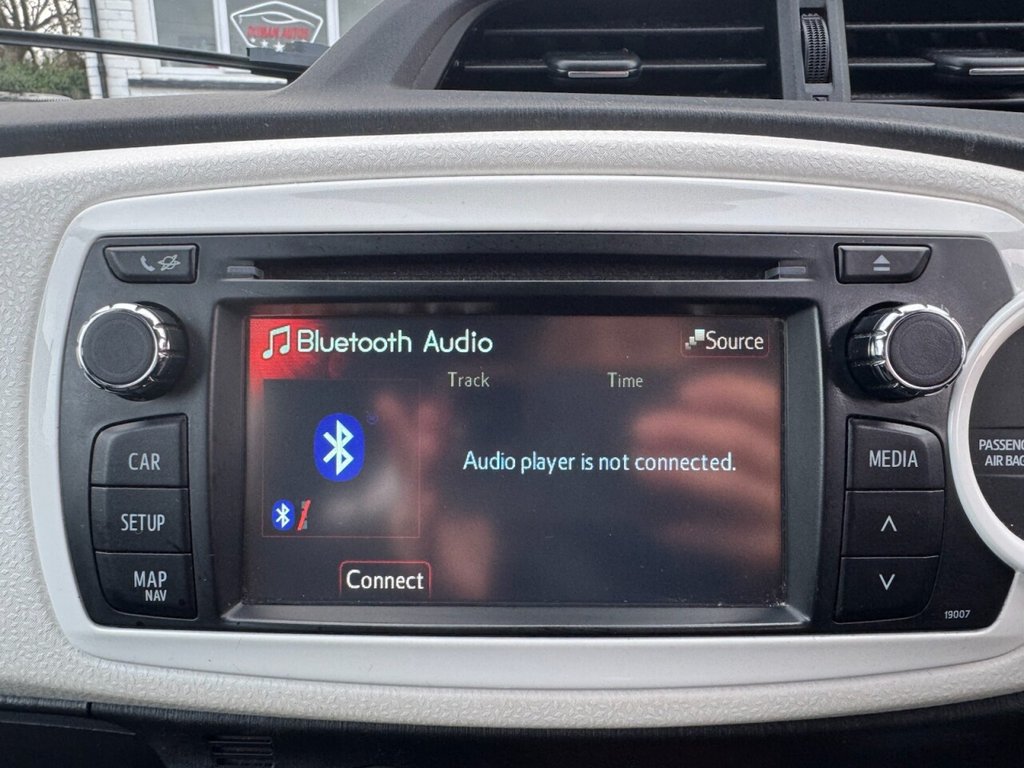 Bluetooth Audio
Source
Track
Time
Audio player is not connected.
Connect
CAR
SETUP
MAP
NAV
MEDIA
19007
AIR BAG
AUTOS